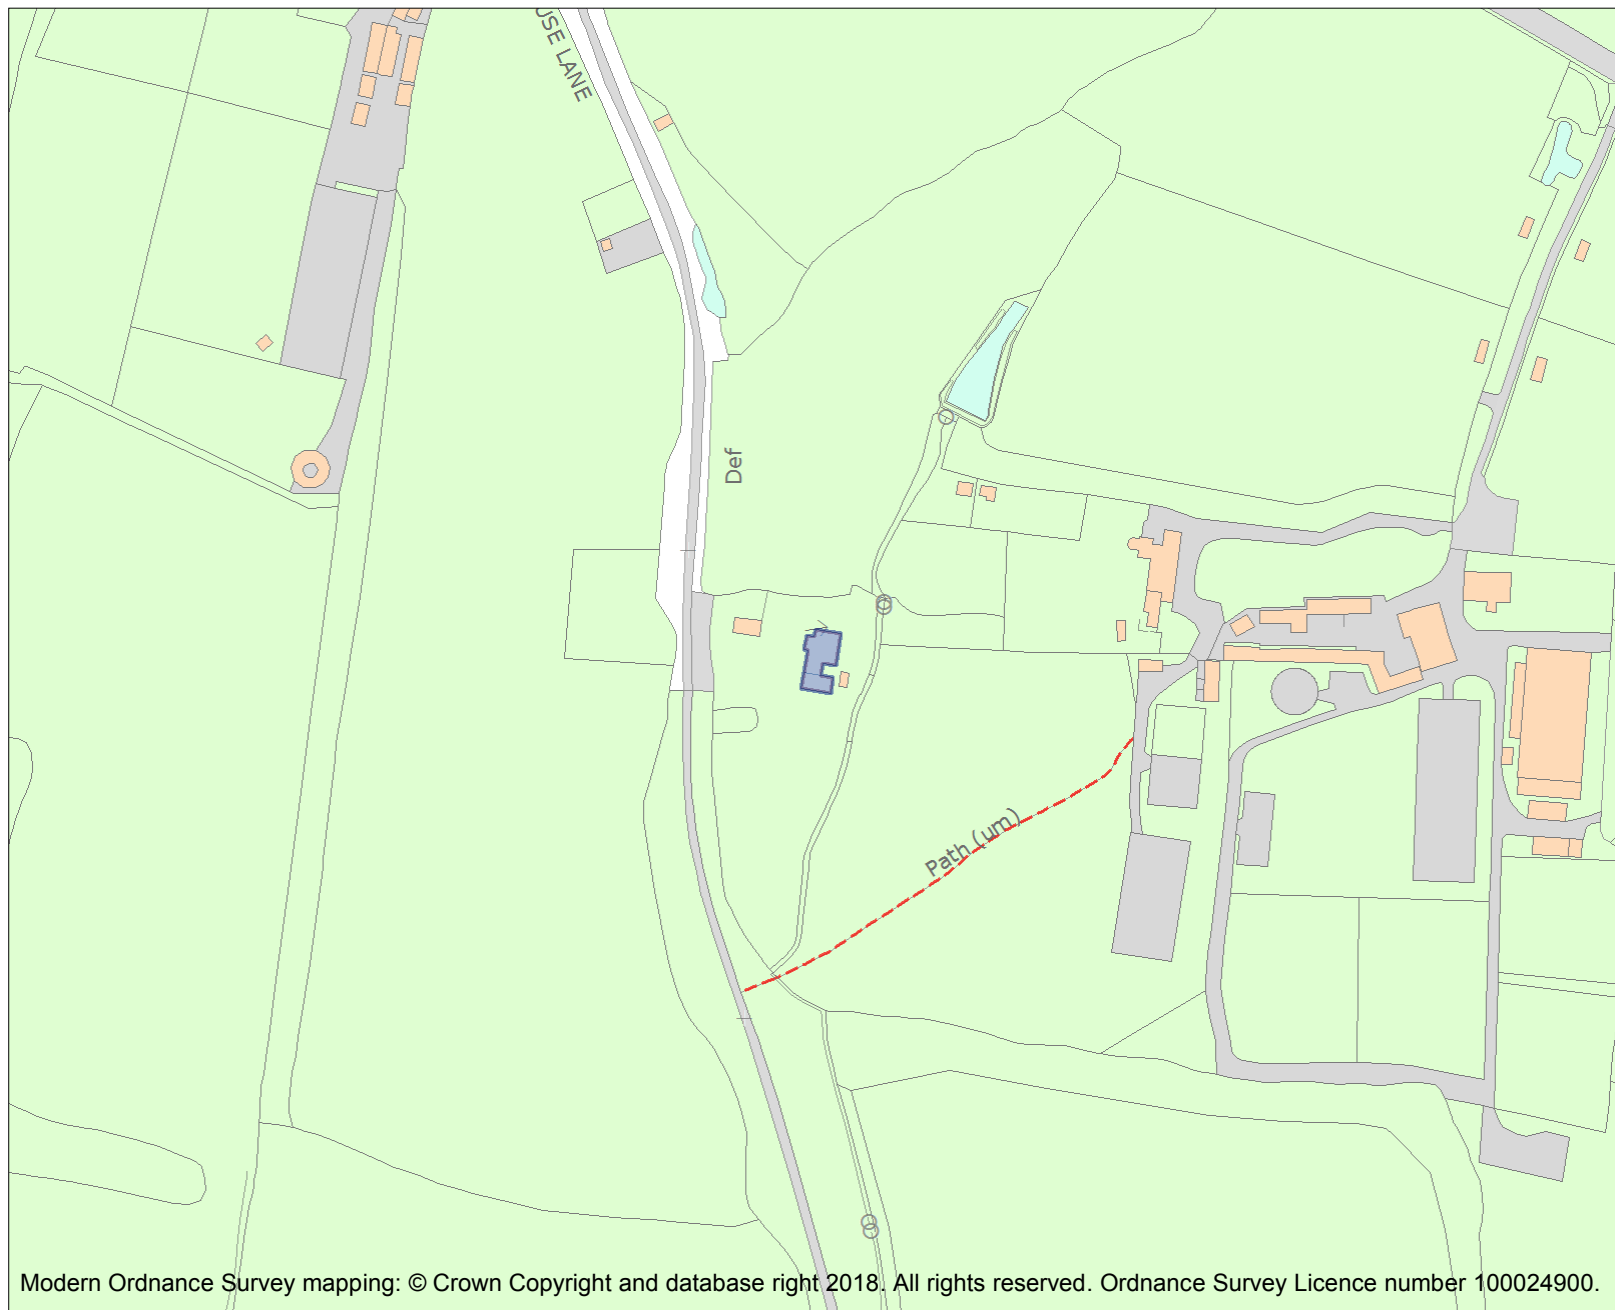 USE LANE
Def
Path (um)
Modern Ordnance Survey mapping: © Crown Copyright and database right 2018. All rights reserved. Ordnance Survey Licence number 100024900.